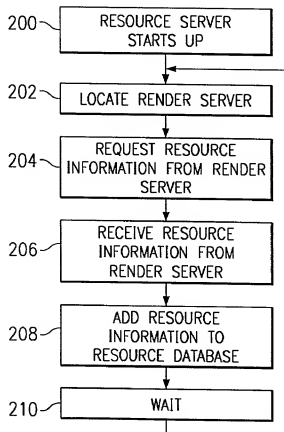 200
RESOURCE SERVER
STARTS UP
202
LOCATE RENDER SERVER
204
REQUEST RESOURCE
INFORMATION FROM RENDER
SERVER
206
RECEIVE RESOURCE
INFORMATION FROM
RENDER SERVER
208
ADD RESOURCE
INFORMATION TO
RESOURCE DATABASE
210
WAIT